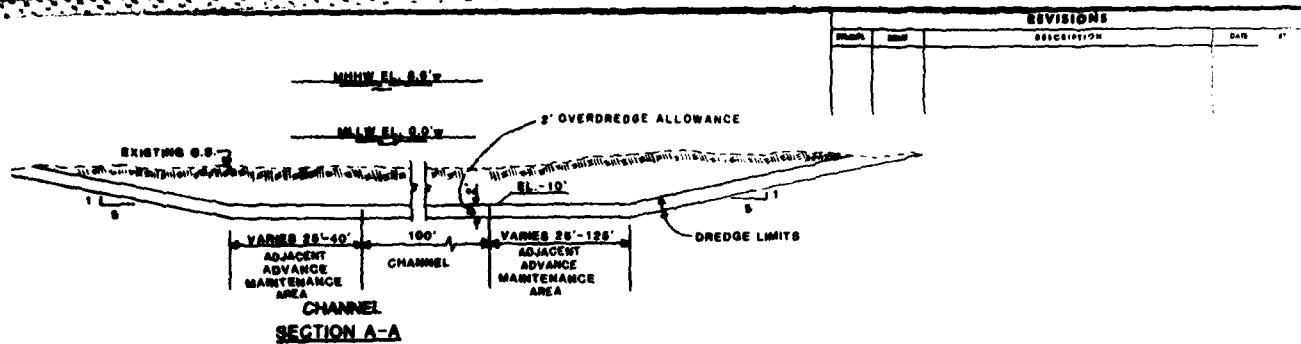 REVISIONS
DESCRIPTION
DATE
MHHW EL.
MLLW EL. 0.0'
2' OVERDREDGE ALLOWANCE
EXISTING G.S.
EL.-10'
2'
1
5
1
5
VARIES 25'-40'
100'
VARIES 25'-125'
DREDGE LIMITS
ADJACENT
ADVANCE
MAINTENANCE
AREA
CHANNEL
ADJACENT
ADVANCE
MAINTENANCE
AREA
CHANNEL
SECTION A-A